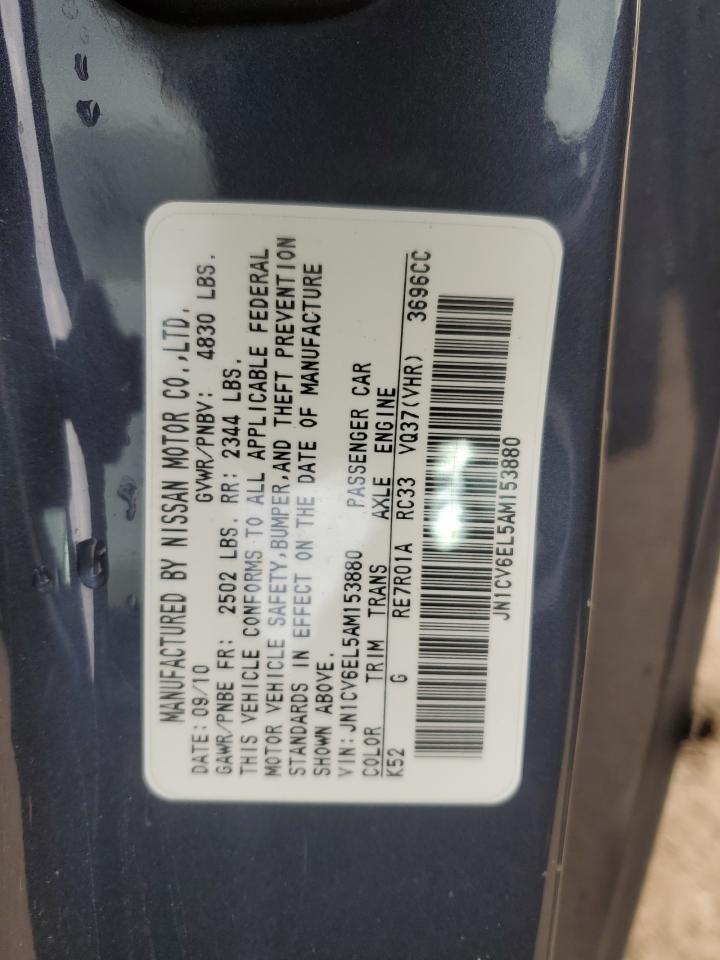 MANUFACTURED BY NISSAN MOTOR CO.,LTD.
DATE: 09/10 GVWR/PNBV: 4830 LBS.
GAWR/PNBE FR: 2502 LBS. RR: 2344 LBS.
THIS VEHICLE CONFORMS TO ALL APPLICABLE FEDERAL
MOTOR VEHICLE SAFETY,BUMPER,AND THEFT PREVENTION
STANDARDS IN EFFECT ON THE DATE OF MANUFACTURE
SHOWN ABOVE.
VIN:JN1CV6EL5AM153880 PASSENGER CAR
COLOR TRIM TRANS AXLE ENGINE
K52 G RE7R01A RC33 VQ37(VHR) 3696CC
JN1CV6EL5AM153880